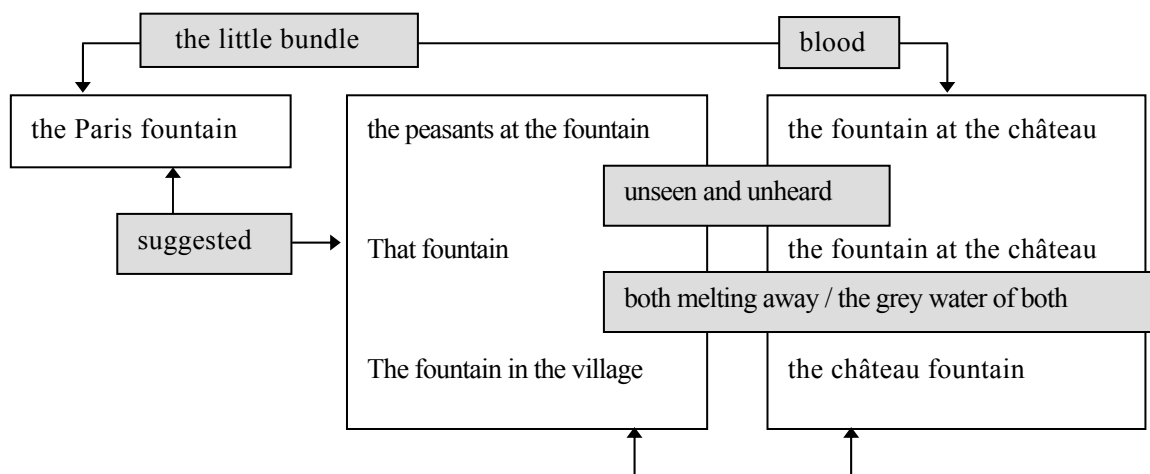 the little bundle
blood
the Paris fountain
the peasants at the fountain
the fountain at the château
unseen and unheard
suggested
That fountain
the fountain at the château
both melting away / the grey water of both
The fountain in the village
the château fountain